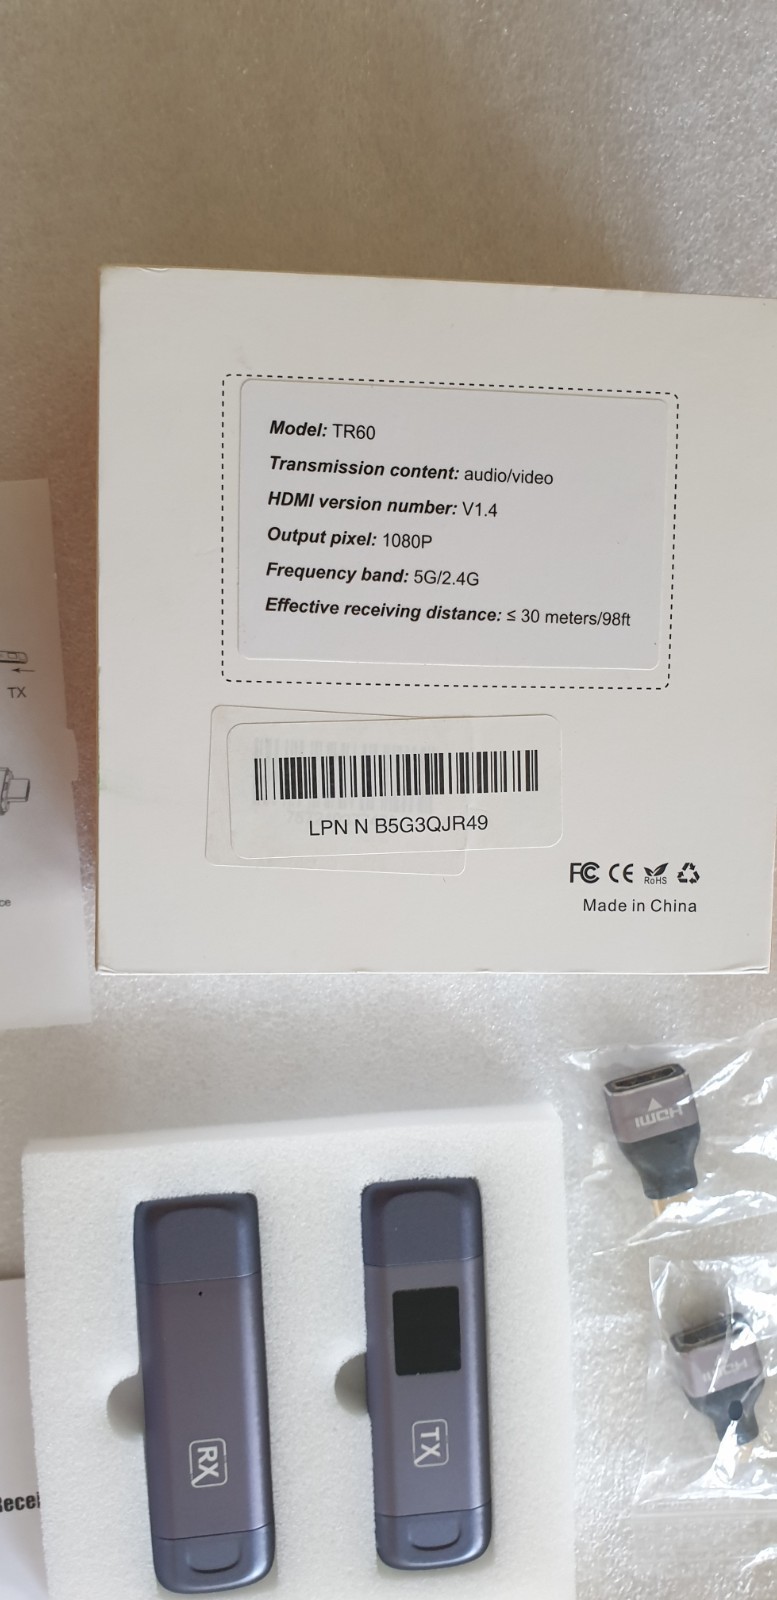 Model: TR60
Transmission content: audio/video
HDMI version number: V1.4
Output pixel: 1080P
Frequency band: 5G/2.4G
Effective receiving distance: ≤ 30 meters/98ft
TX
LPN N B5G3QJR49
FC CE RoHS
Made in China
HDMI
HDMI
RX
TX